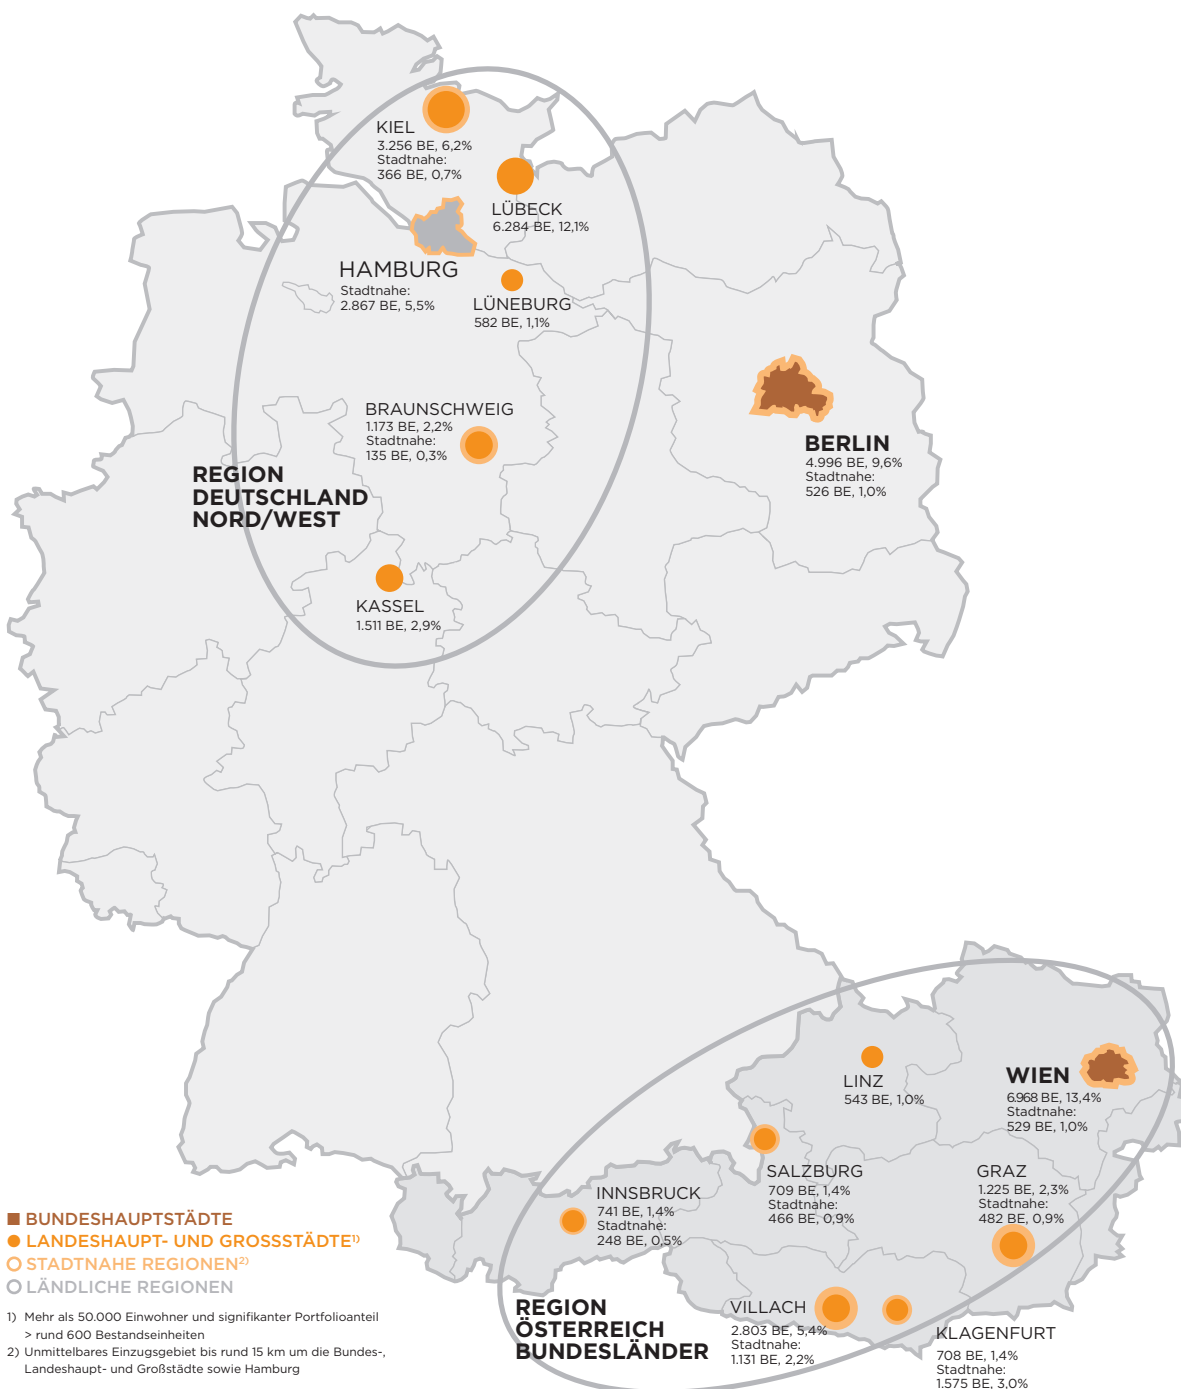 KIEL
3.256 BE, 6,2%
Stadtnahe:
366 BE, 0,7%
LÜBECK
6.284 BE, 12,1%
HAMBURG
Stadtnahe:
2.867 BE, 5,5%
LÜNEBURG
582 BE, 1,1%
BRAUNSCHWEIG
1.173 BE, 2,2%
Stadtnahe:
135 BE, 0,3%
BERLIN
4.996 BE, 9,6%
Stadtnahe:
526 BE, 1,0%
REGION
DEUTSCHLAND
NORD/WEST
KASSEL
1.511 BE, 2,9%
LINZ
543 BE, 1,0%
WIEN
6.968 BE, 13,4%
Stadtnahe:
529 BE, 1,0%
SALZBURG
709 BE, 1,4%
Stadtnahe:
466 BE, 0,9%
GRAZ
1.225 BE, 2,3%
Stadtnahe:
482 BE, 0,9%
INNSBRUCK
741 BE, 1,4%
Stadtnahe:
248 BE, 0,5%
REGION
ÖSTERREICH
BUNDESLÄNDER
VILLACH
2.803 BE, 5,4%
Stadtnahe:
1.131 BE, 2,2%
KLAGENFURT
708 BE, 1,4%
Stadtnahe:
1.575 BE, 3,0%
BUNDESHAUPTSTÄDTE
LANDESHAUPT- UND GROSSSTÄDTE¹⁾
STADTNAHE REGIONEN²⁾
LÄNDLICHE REGIONEN
1) Mehr als 50.000 Einwohner und signifikanter Portfolioanteil
> rund 600 Bestandseinheiten
2) Unmittelbares Einzugsgebiet bis rund 15 km um die Bundes-,
Landeshaupt- und Großstädte sowie Hamburg